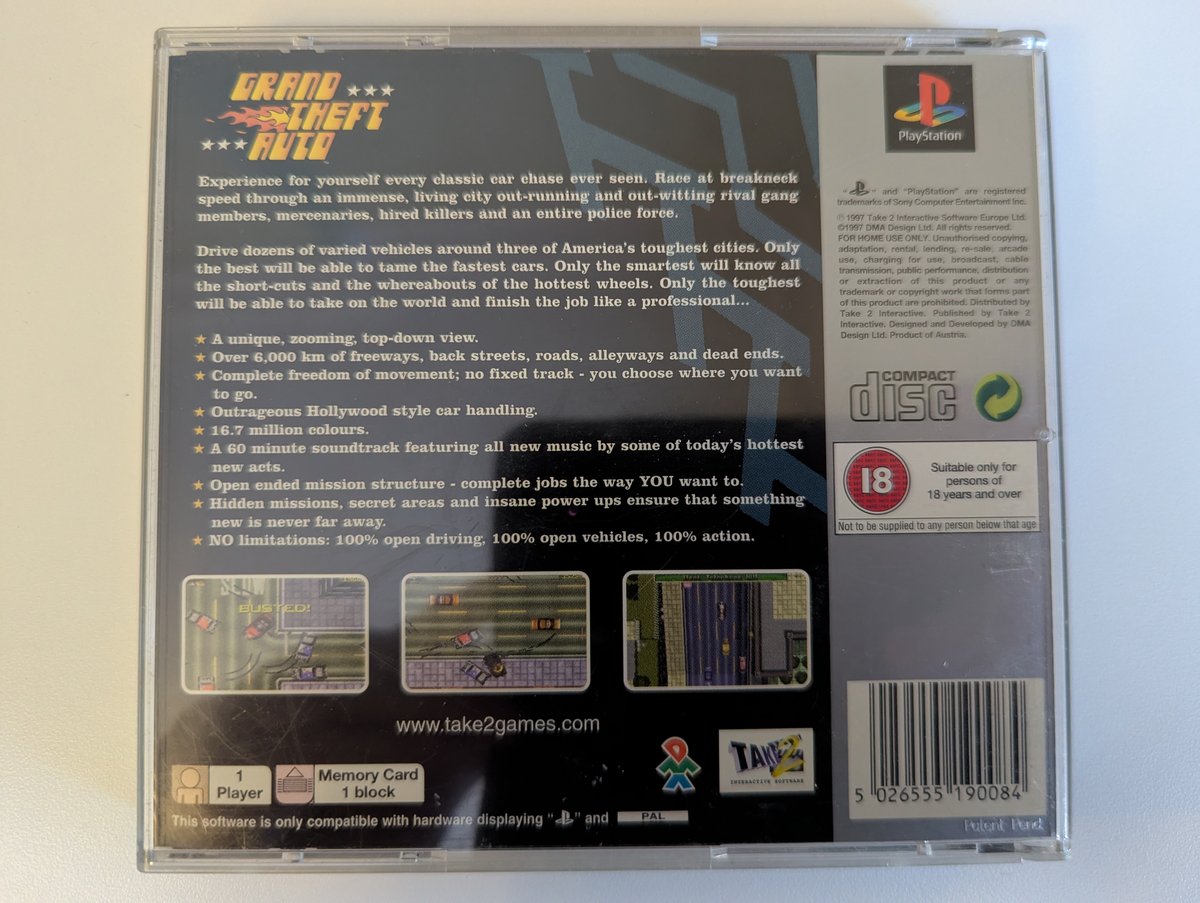 GRAND
THEFT
AUTO
Experience for yourself every classic car chase ever seen. Race at breakneck
speed through an immense, living city out-running and out-witting rival gang
members, mercenaries, hired killers and an entire police force.
Drive dozens of varied vehicles around three of America's toughest cities. Only
the best will be able to tame the fastest cars. Only the smartest will know all
the short-cuts and the whereabouts of the hottest wheels. Only the toughest
will be able to take on the world and finish the job like a professional...
A unique, zooming, top-down view.
Over 6,000 km of freeways, back streets, roads, alleyways and dead ends.
Complete freedom of movement; no fixed track - you choose where you want
to go.
Outrageous Hollywood style car handling.
16.7 million colours.
A 60 minute soundtrack featuring all new music by some of today's hottest
new acts.
Open ended mission structure - complete jobs the way YOU want to.
Hidden missions, secret areas and insane power ups ensure that something
new is never far away.
NO limitations: 100% open driving, 100% open vehicles, 100% action.
BUSTED!
www.take2games.com
1
Player
Memory Card
1 block
TAKE 2
INTERACTIVE SOFTWARE
This software is only compatible with hardware displaying " " and PAL
PlayStation
" " and "PlayStation" are registered
trademarks of Sony Computer Entertainment Inc.
℗ 1997 Take 2 Interactive Software Europe Ltd.
©1997 DMA Design Ltd. All rights reserved.
FOR HOME USE ONLY. Unauthorised copying,
adaptation, rental, lending, re-sale, arcade
use, charging for use, broadcast, cable
transmission, public performance, distribution
or extraction of this product or any
trademark or copyright work that forms part
of this product are prohibited. Distributed by
Take 2 Interactive. Published by Take 2
Interactive. Designed and Developed by DMA
Design Ltd. Product of Austria.
COMPACT
disc
18
Suitable only for
persons of
18 years and over
Not to be supplied to any person below that age
5 026555 190084
Patent Pend